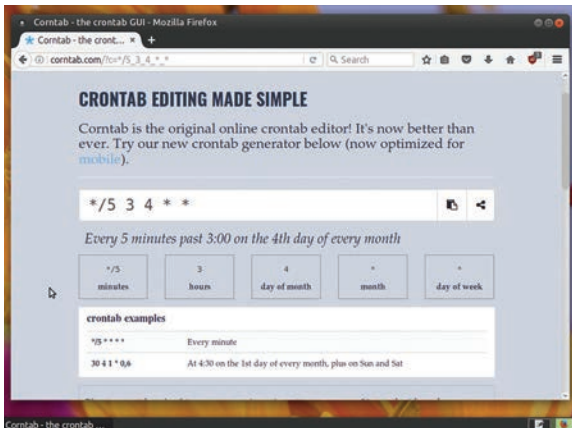 Corntab - the crontab GUI - Mozilla Firefox
Corntab - the cront... × +
corntab.com/?c=*/5_3_4_*_*
Search
CRONTAB EDITING MADE SIMPLE
Corntab is the original online crontab editor! It's now better than
ever. Try our new crontab generator below (now optimized for
mobile).
*/5 3 4 * *
Every 5 minutes past 3:00 on the 4th day of every month
*/5 3 4 * *
minutes hours day of month month day of week
crontab examples
*/5 * * * * Every minute
30 4 1 * 0,6 At 4:30 on the 1st day of every month, plus on Sun and Sat
Corntab - the crontab ...